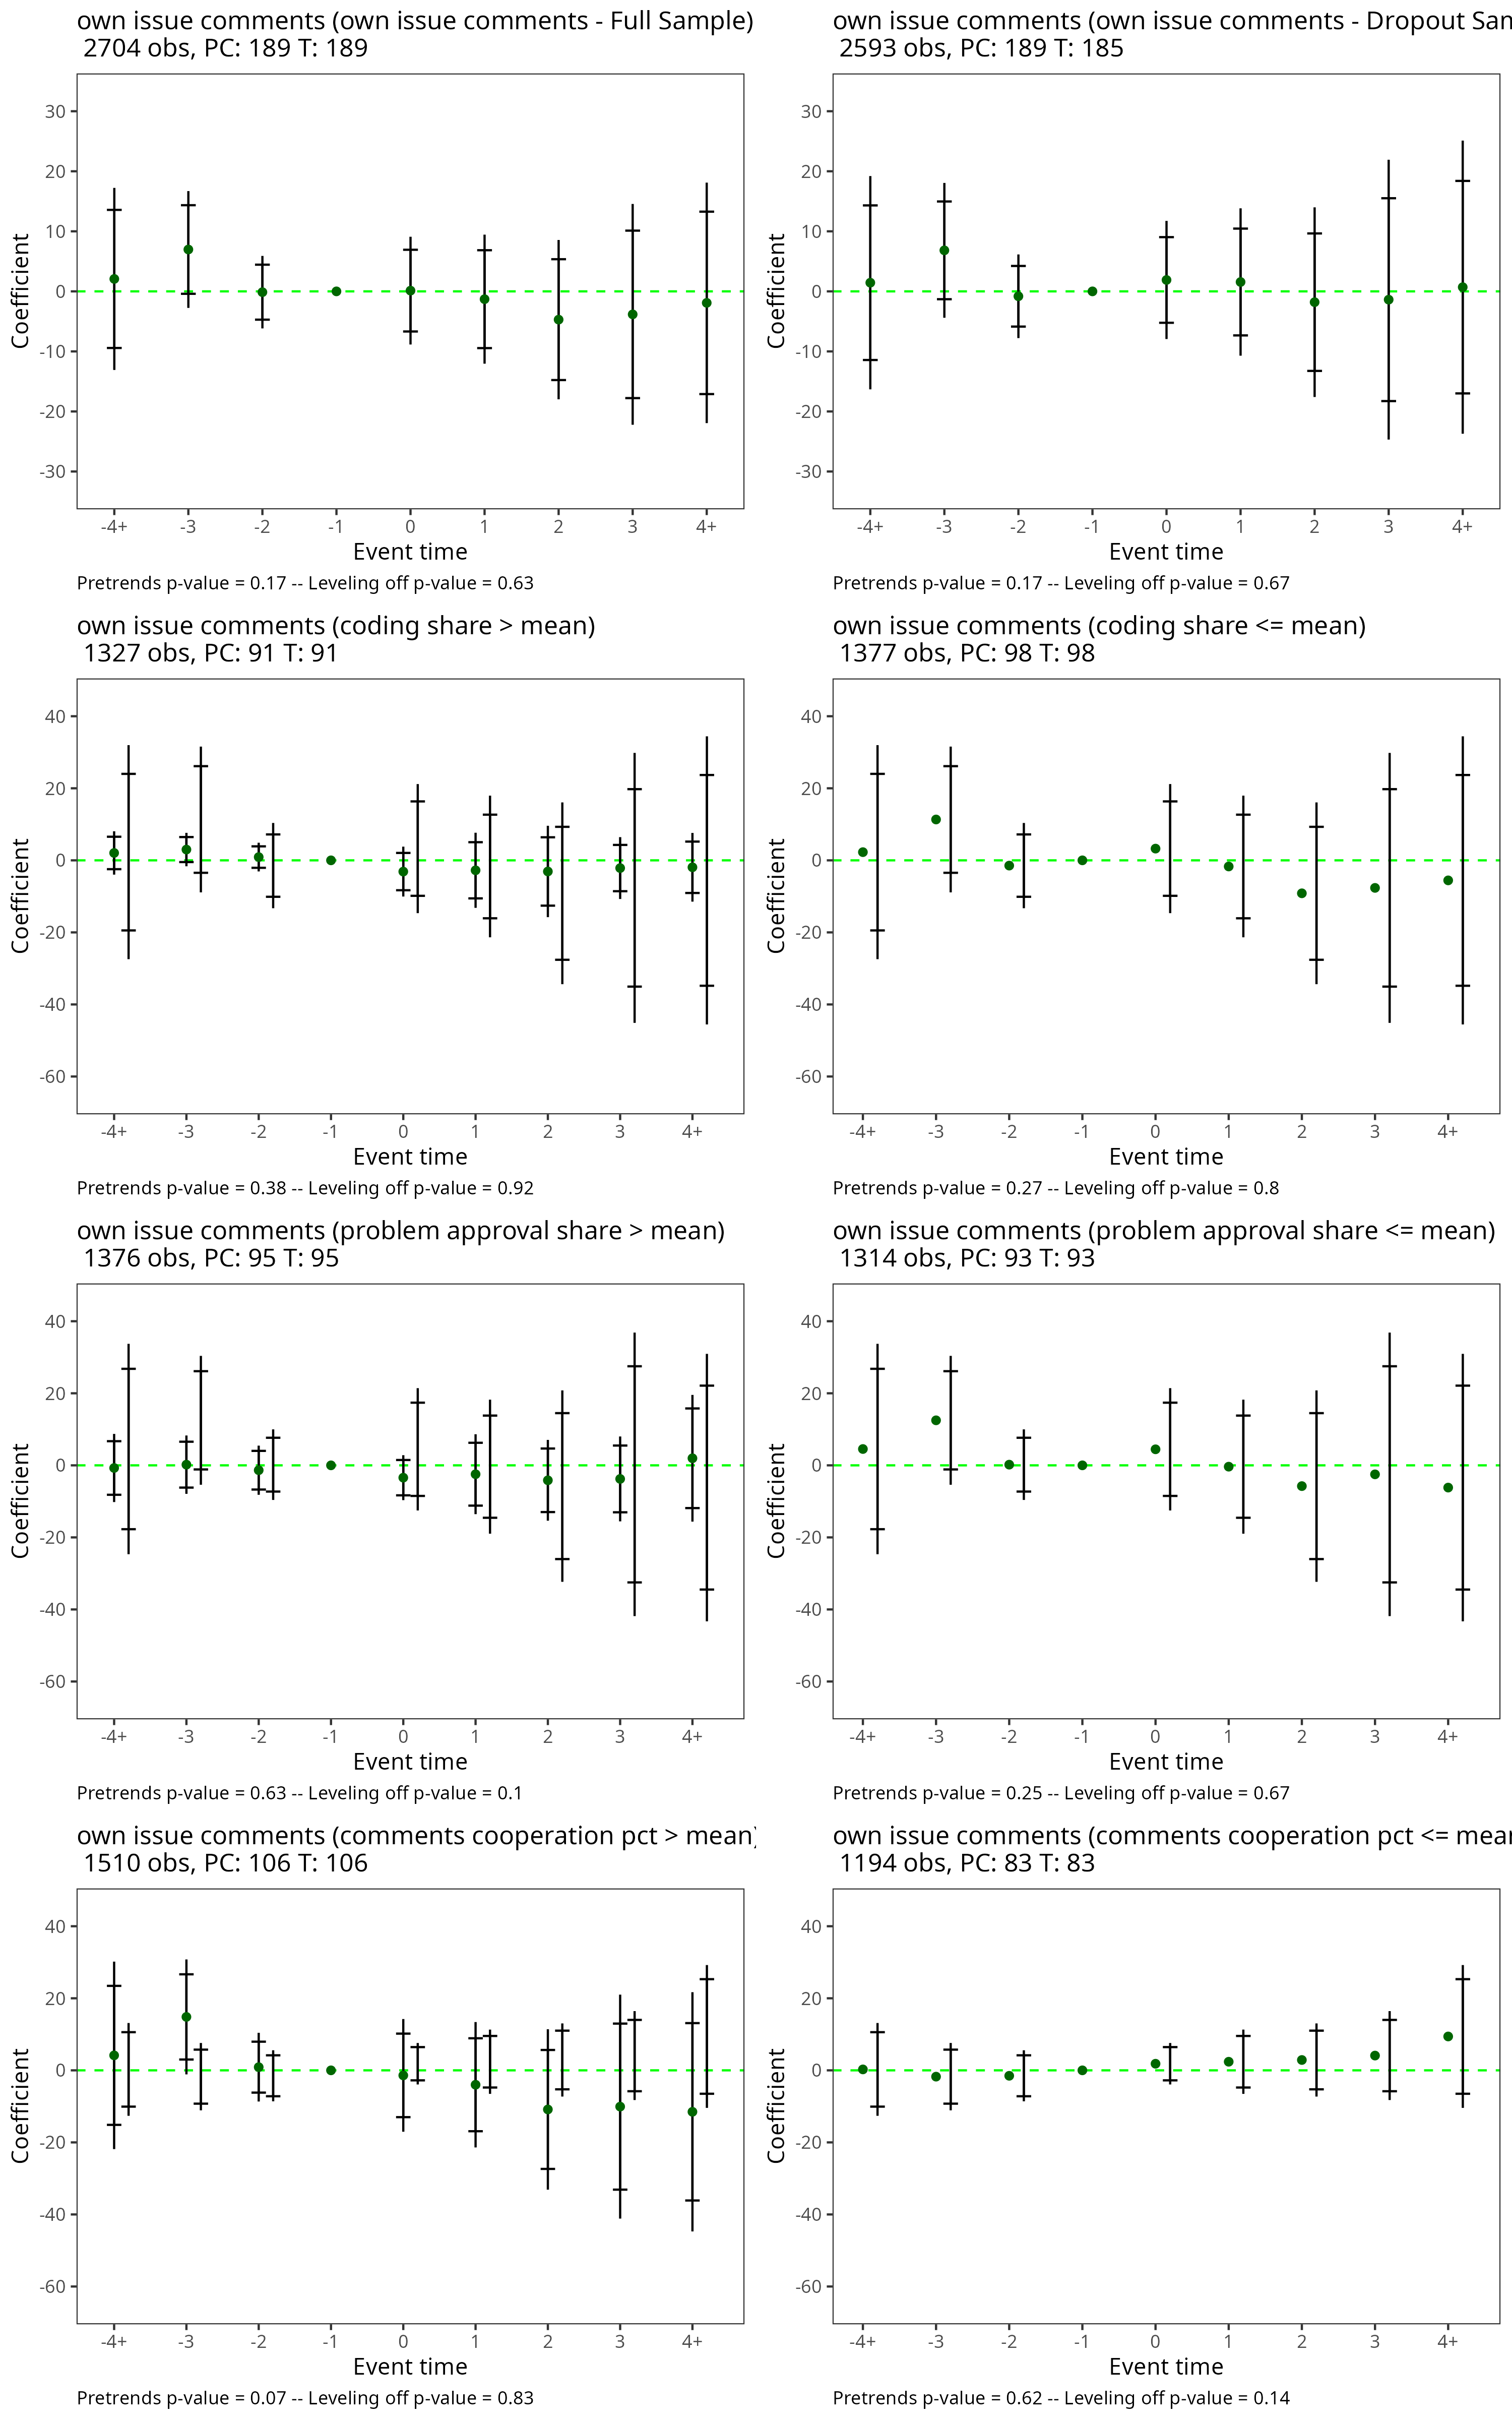 own issue comments (own issue comments - Full Sample)
2704 obs, PC: 189 T: 189
30
20
10
0
-10
-20
-30
Coefficient
-4+ -3 -2 -1 0 1 2 3 4+
Event time
Pretrends p-value = 0.17 -- Leveling off p-value = 0.63
own issue comments (own issue comments - Dropout Sam
2593 obs, PC: 189 T: 185
30
20
10
0
-10
-20
-30
Coefficient
-4+ -3 -2 -1 0 1 2 3 4+
Event time
Pretrends p-value = 0.17 -- Leveling off p-value = 0.67
own issue comments (coding share > mean)
1327 obs, PC: 91 T: 91
40
20
0
-20
-40
-60
Coefficient
-4+ -3 -2 -1 0 1 2 3 4+
Event time
Pretrends p-value = 0.38 -- Leveling off p-value = 0.92
own issue comments (coding share <= mean)
1377 obs, PC: 98 T: 98
40
20
0
-20
-40
-60
Coefficient
-4+ -3 -2 -1 0 1 2 3 4+
Event time
Pretrends p-value = 0.27 -- Leveling off p-value = 0.8
own issue comments (problem approval share > mean)
1376 obs, PC: 95 T: 95
40
20
0
-20
-40
-60
Coefficient
-4+ -3 -2 -1 0 1 2 3 4+
Event time
Pretrends p-value = 0.63 -- Leveling off p-value = 0.1
own issue comments (problem approval share <= mean)
1314 obs, PC: 93 T: 93
40
20
0
-20
-40
-60
Coefficient
-4+ -3 -2 -1 0 1 2 3 4+
Event time
Pretrends p-value = 0.25 -- Leveling off p-value = 0.67
own issue comments (comments cooperation pct > mean)
1510 obs, PC: 106 T: 106
40
20
0
-20
-40
-60
Coefficient
-4+ -3 -2 -1 0 1 2 3 4+
Event time
Pretrends p-value = 0.07 -- Leveling off p-value = 0.83
own issue comments (comments cooperation pct <= mean
1194 obs, PC: 83 T: 83
40
20
0
-20
-40
-60
Coefficient
-4+ -3 -2 -1 0 1 2 3 4+
Event time
Pretrends p-value = 0.62 -- Leveling off p-value = 0.14